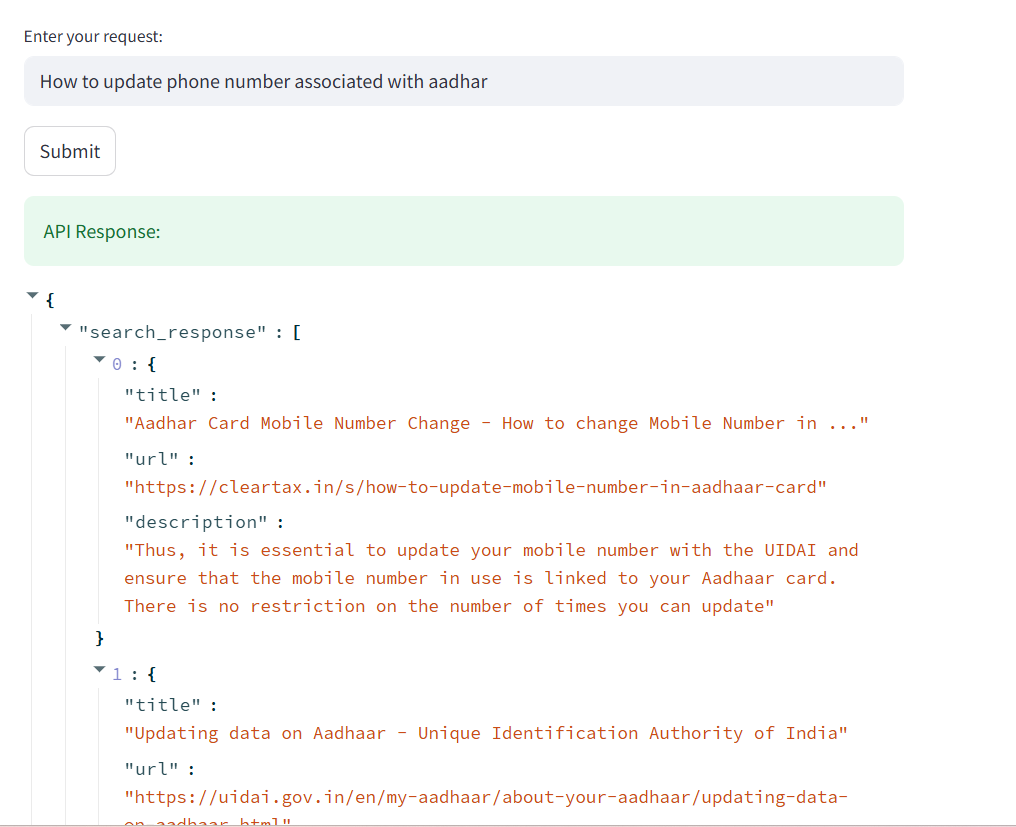 Enter your request:
How to update phone number associated with aadhar
Submit
API Response:
{
"search_response" : [
0 : {
"title" :
"Aadhar Card Mobile Number Change - How to change Mobile Number in ..."
"url" :
"https://cleartax.in/s/how-to-update-mobile-number-in-aadhaar-card"
"description" :
"Thus, it is essential to update your mobile number with the UIDAI and
ensure that the mobile number in use is linked to your Aadhaar card.
There is no restriction on the number of times you can update"
}
1 : {
"title" :
"Updating data on Aadhaar - Unique Identification Authority of India"
"url" :
"https://uidai.gov.in/en/my-aadhaar/about-your-aadhaar/updating-data-
on-aadhaar.html"